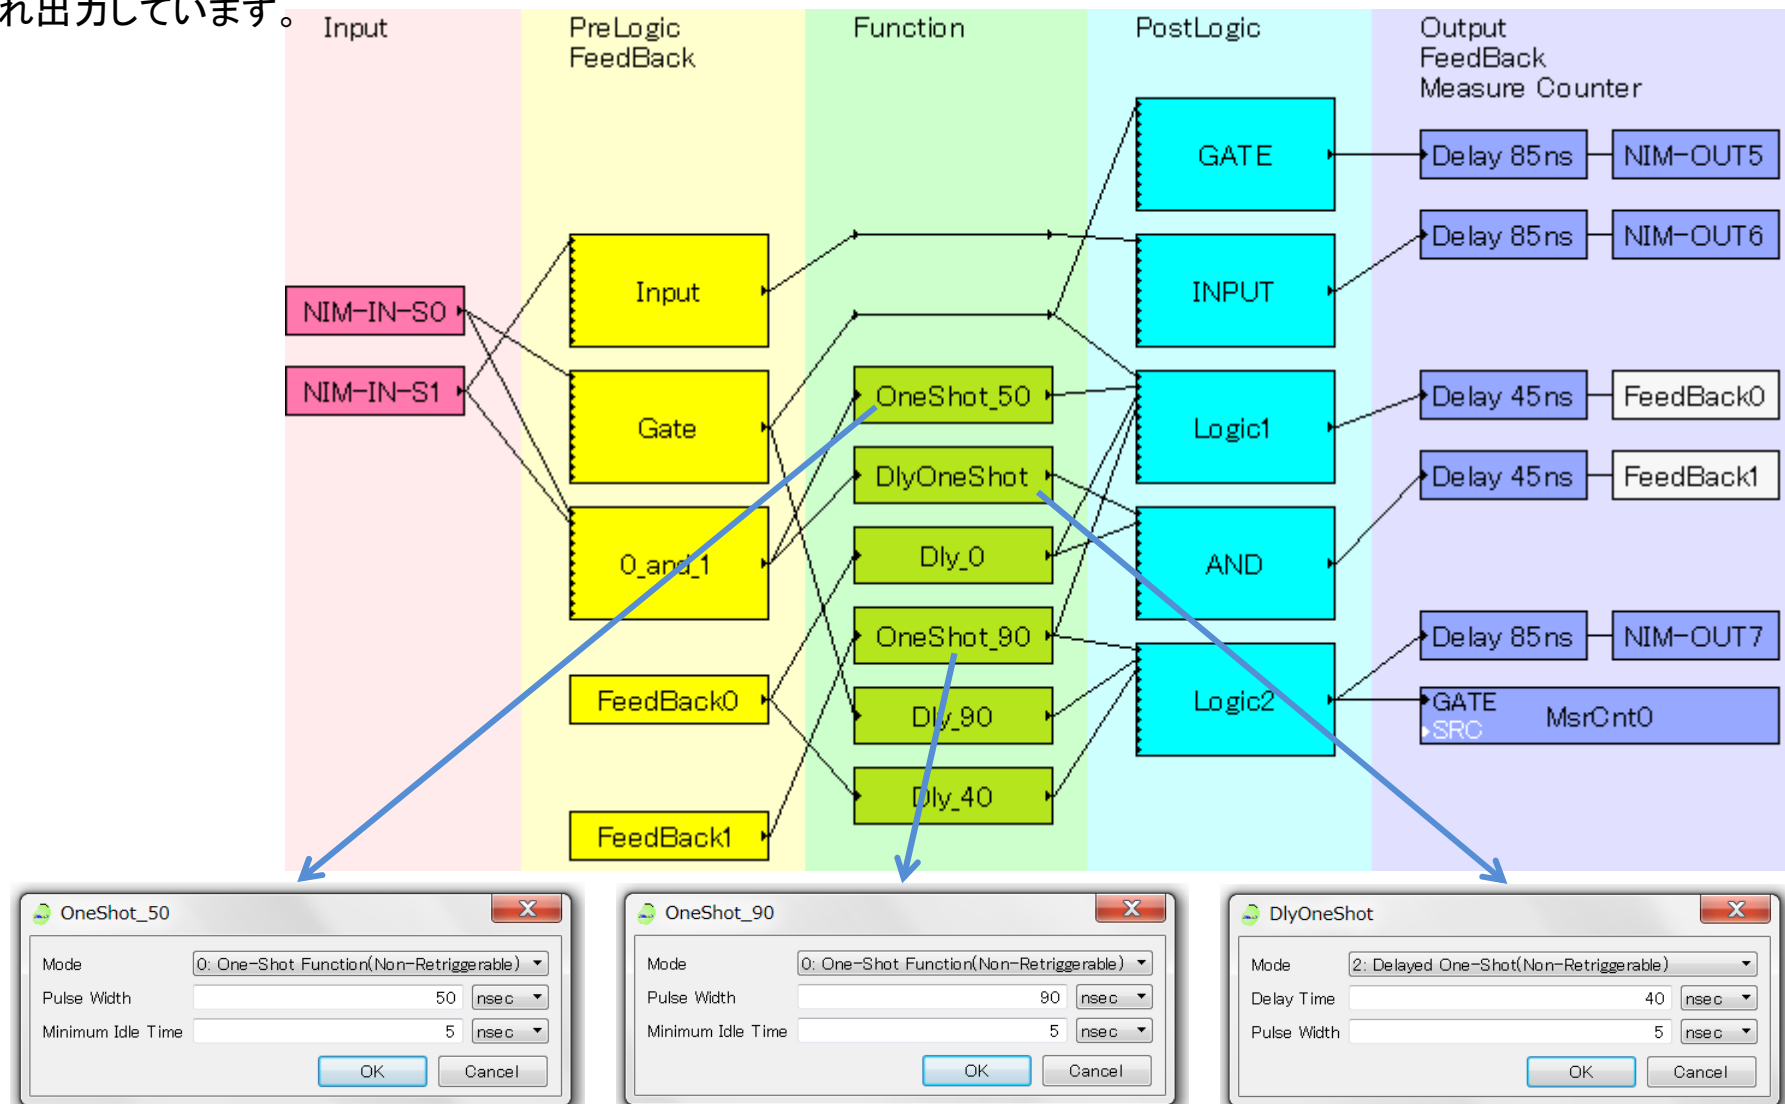 れ出力しています。
Input
PreLogic
FeedBack
Function
PostLogic
Output
FeedBack
Measure Counter
NIM-IN-S0
NIM-IN-S1
Input
Gate
0_and_1
FeedBack0
FeedBack1
OneShot_50
DlyOneShot
Dly_0
OneShot_90
Dly_90
Dly_40
GATE
INPUT
Logic1
AND
Logic2
Delay 85ns
NIM-OUT5
Delay 85ns
NIM-OUT6
Delay 45ns
FeedBack0
Delay 45ns
FeedBack1
Delay 85ns
NIM-OUT7
GATE
SRC
MsrCnt0
OneShot_50
X
Mode
0: One-Shot Function(Non-Retriggerable)
Pulse Width
50
nsec
Minimum Idle Time
5
nsec
OK
Cancel
OneShot_90
X
Mode
0: One-Shot Function(Non-Retriggerable)
Pulse Width
90
nsec
Minimum Idle Time
5
nsec
OK
Cancel
DlyOneShot
X
Mode
2: Delayed One-Shot(Non-Retriggerable)
Delay Time
40
nsec
Pulse Width
5
nsec
OK
Cancel